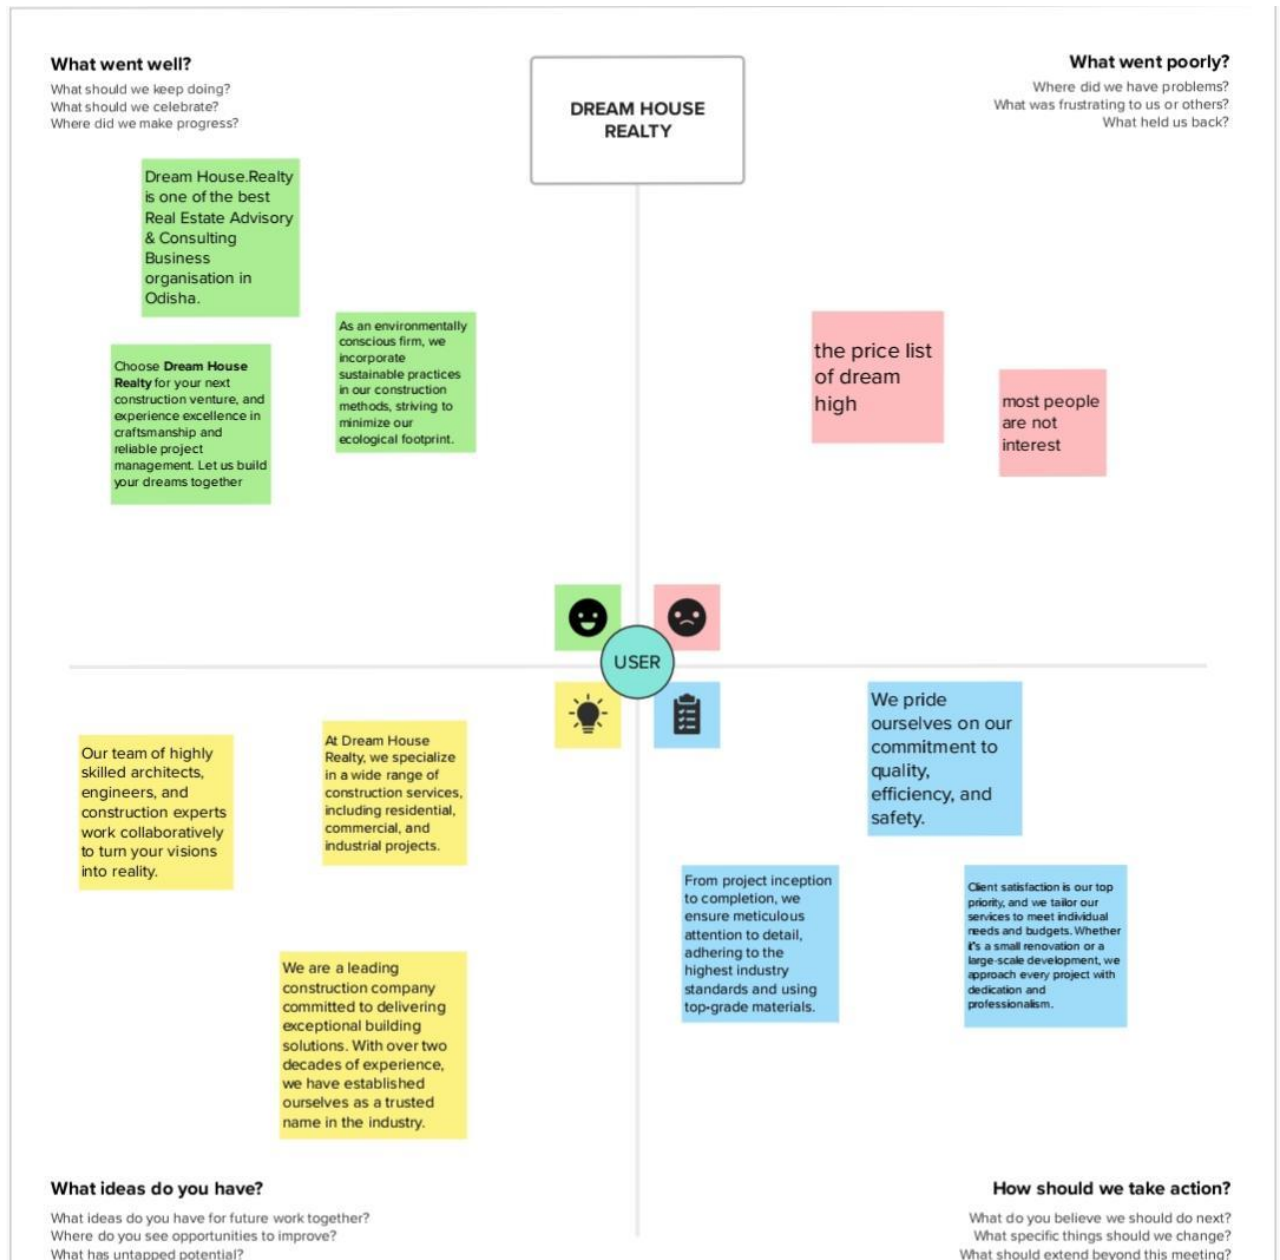 What went well?
What should we keep doing?
What should we celebrate?
Where did we make progress?
DREAM HOUSE
REALTY
What went poorly?
Where did we have problems?
What was frustrating to us or others?
What held us back?
Dream House.Realty
is one of the best
Real Estate Advisory
& Consulting
Business
organisation in
Odisha.
As an environmentally
conscious firm, we
incorporate
sustainable practices
in our construction
methods, striving to
minimize our
ecological footprint.
Choose Dream House
Realty for your next
construction venture, and
experience excellence in
craftsmanship and
reliable project
management. Let us build
your dreams together
the price list
of dream
high
most people
are not
interest
USER
Our team of highly
skilled architects,
engineers, and
construction experts
work collaboratively
to turn your visions
into reality.
At Dream House
Realty, we specialize
in a wide range of
construction services,
including residential,
commercial, and
industrial projects.
We are a leading
construction company
committed to delivering
exceptional building
solutions. With over two
decades of experience,
we have established
ourselves as a trusted
name in the industry.
We pride
ourselves on our
commitment to
quality,
efficiency, and
safety.
From project inception
to completion, we
ensure meticulous
attention to detail,
adhering to the
highest industry
standards and using
top-grade materials.
Client satisfaction is our top
priority, and we tailor our
services to meet individual
needs and budgets. Whether
it's a small renovation or a
large-scale development, we
approach every project with
dedication and
professionalism.
What ideas do you have?
What ideas do you have for future work together?
Where do you see opportunities to improve?
What has untapped potential?
How should we take action?
What do you believe we should do next?
What specific things should we change?
What should extend beyond this meeting?